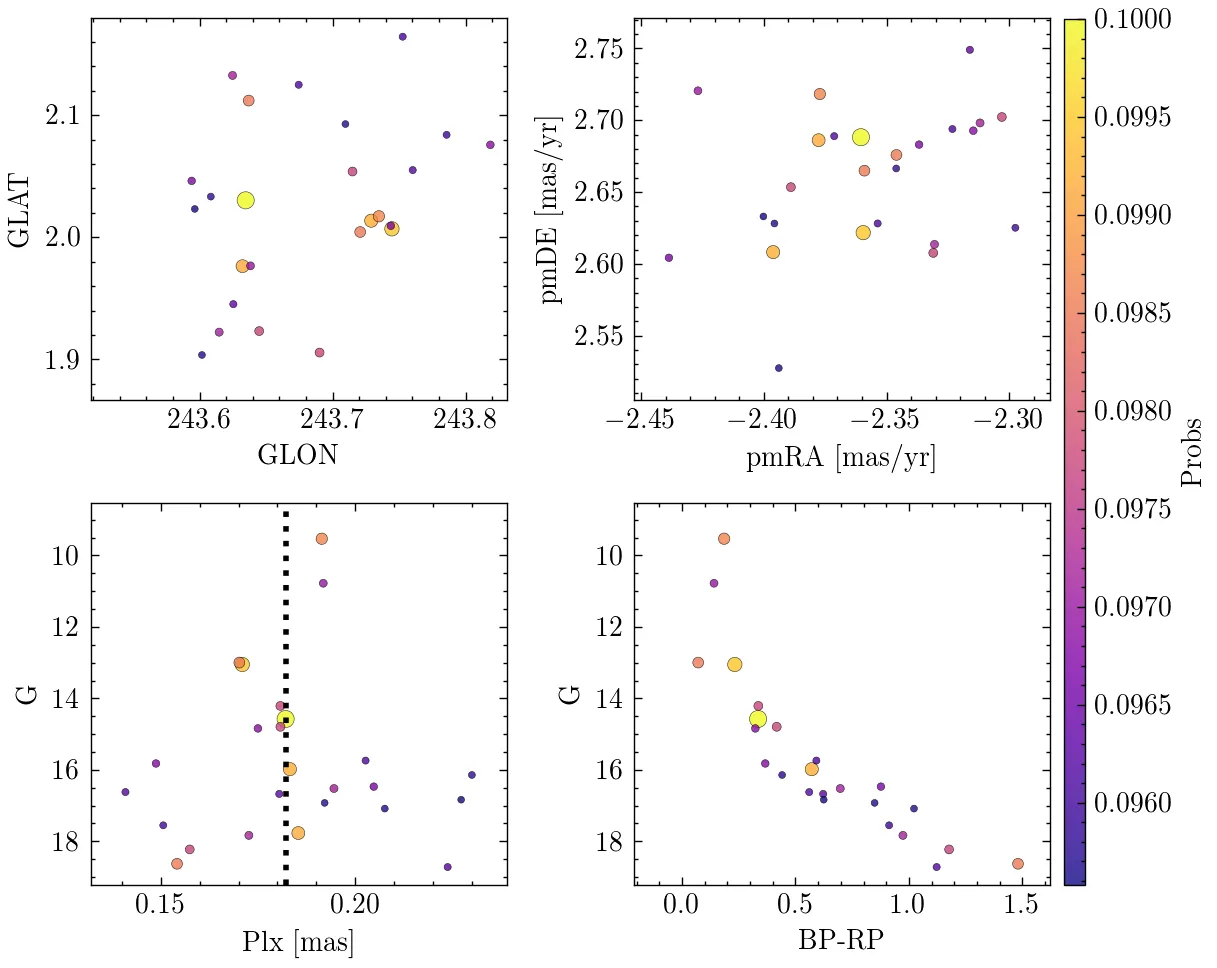 2.1
2.0
1.9
GLAT
243.6 243.7 243.8
GLON
2.75
2.70
2.65
2.60
2.55
pmDE [mas/yr]
−2.45 −2.40 −2.35 −2.30
pmRA [mas/yr]
10
12
14
16
18
G
0.15 0.20
Plx [mas]
10
12
14
16
18
G
0.0 0.5 1.0 1.5
BP-RP
0.1000
0.0995
0.0990
0.0985
0.0980
0.0975
0.0970
0.0965
0.0960
Probs